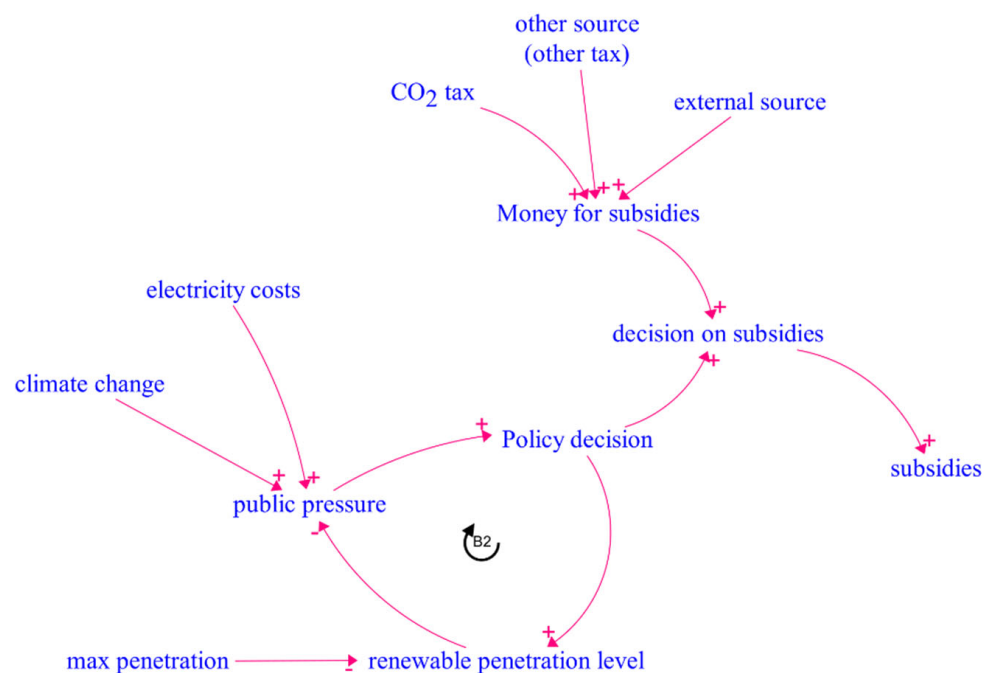 other source
(other tax)
CO2 tax
external source
+ + +
Money for subsidies
electricity costs
+
decision on subsidies
+
climate change
+
Policy decision
+
subsidies
+ +
public pressure
-
B2
+
max penetration
-
renewable penetration level